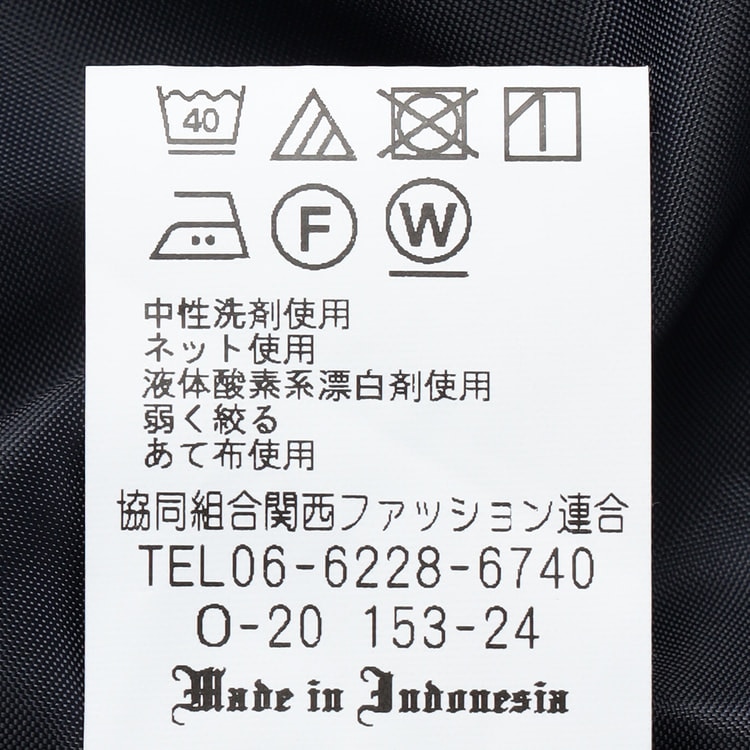 40
F W
中性洗剤使用
ネット使用
液体酸素系漂白剤使用
弱く絞る
あて布使用
協同組合関西ファッション連合
TEL06-6228-6740
O-20 153-24
Made in Indonesia